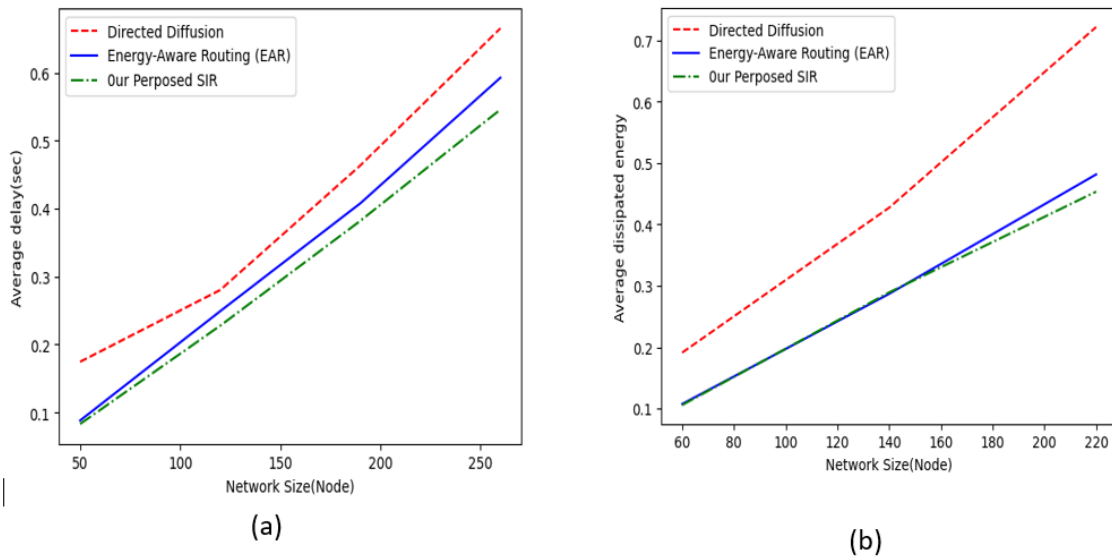 Directed Diffusion
Energy-Aware Routing (EAR)
0ur Perposed SIR
Average delay(sec)
0.6
0.5
0.4
0.3
0.2
0.1
50 100 150 200 250
Network Size(Node)
(a)
Directed Diffusion
Energy-Aware Routing (EAR)
0ur Perposed SIR
Average dissipated energy
0.7
0.6
0.5
0.4
0.3
0.2
0.1
60 80 100 120 140 160 180 200 220
Network Size(Node)
(b)